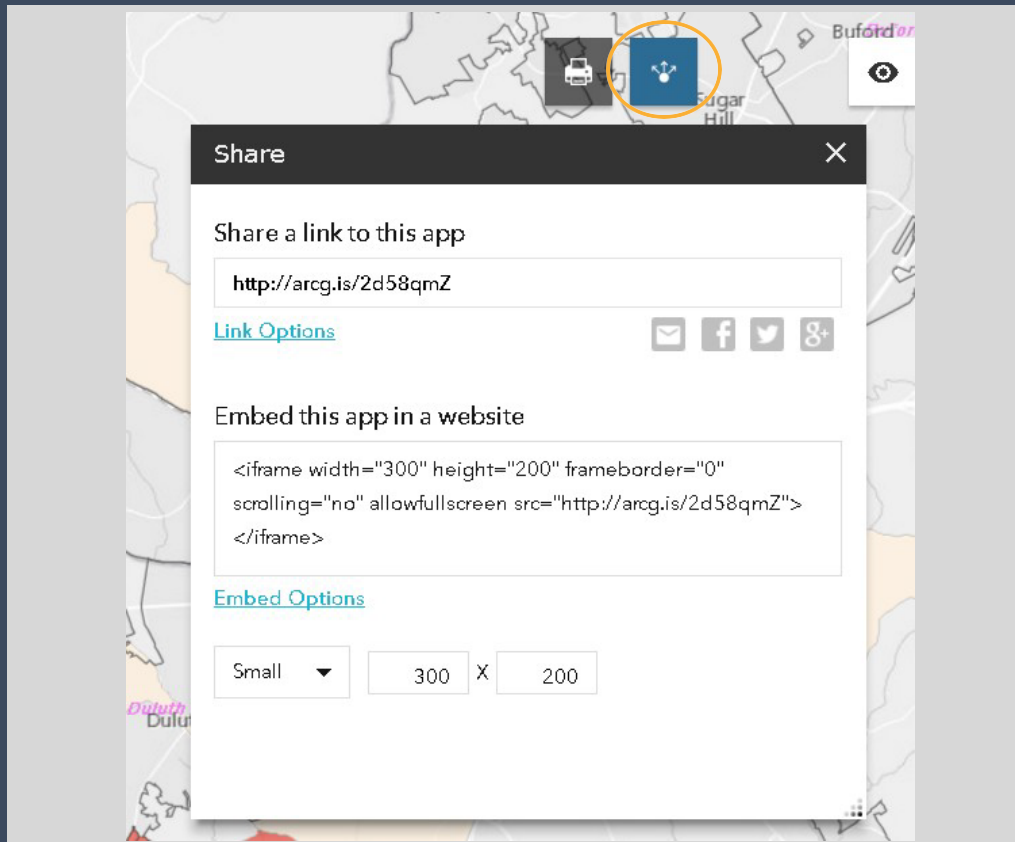 Buford
Buford
Sugar
Hill
Share
Share a link to this app
http://arcg.is/2d58qmZ
Link Options
Embed this app in a website
<iframe width="300" height="200" frameborder="0"
scrolling="no" allowfullscreen src="http://arcg.is/2d58qmZ">
</iframe>
Embed Options
Small 300 X 200
Duluth